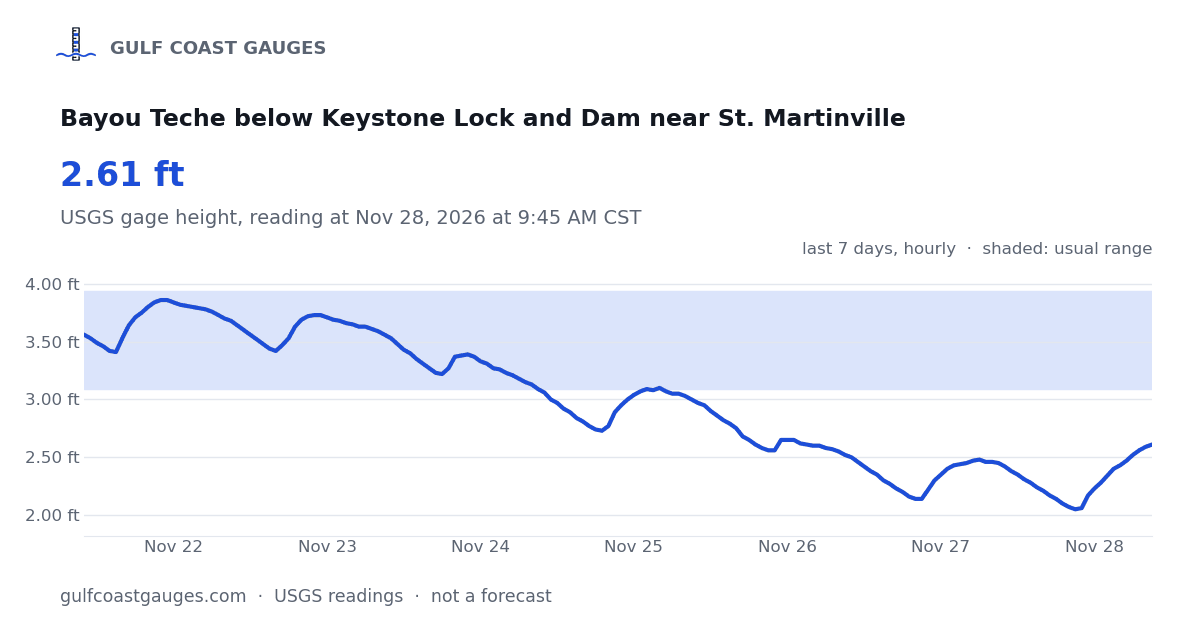 GULF COAST GAUGES
Bayou Teche below Keystone Lock and Dam near St. Martinville
2.61 ft
USGS gage height, reading at Nov 28, 2026 at 9:45 AM CST
last 7 days, hourly · shaded: usual range
4.00 ft
3.50 ft
3.00 ft
2.50 ft
2.00 ft
Nov 22 Nov 23 Nov 24 Nov 25 Nov 26 Nov 27 Nov 28
gulfcoastgauges.com · USGS readings · not a forecast